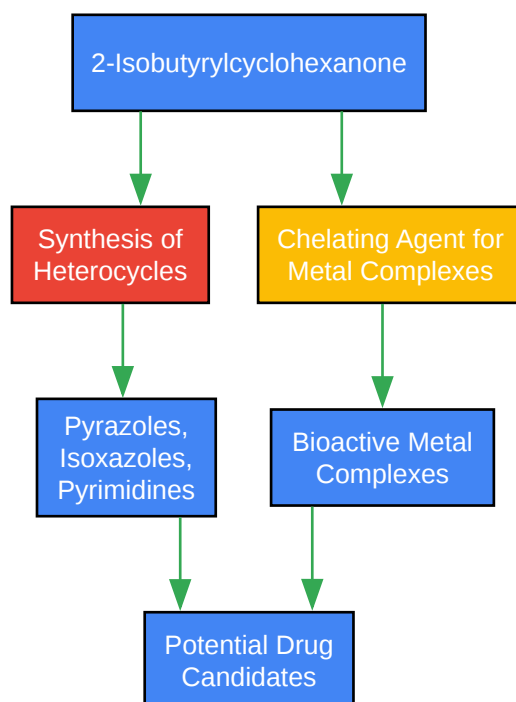 2-Isobutyrylcyclohexanone
Synthesis of
Heterocycles
Chelating Agent for
Metal Complexes
Pyrazoles,
Isoxazoles,
Pyrimidines
Bioactive Metal
Complexes
Potential Drug
Candidates